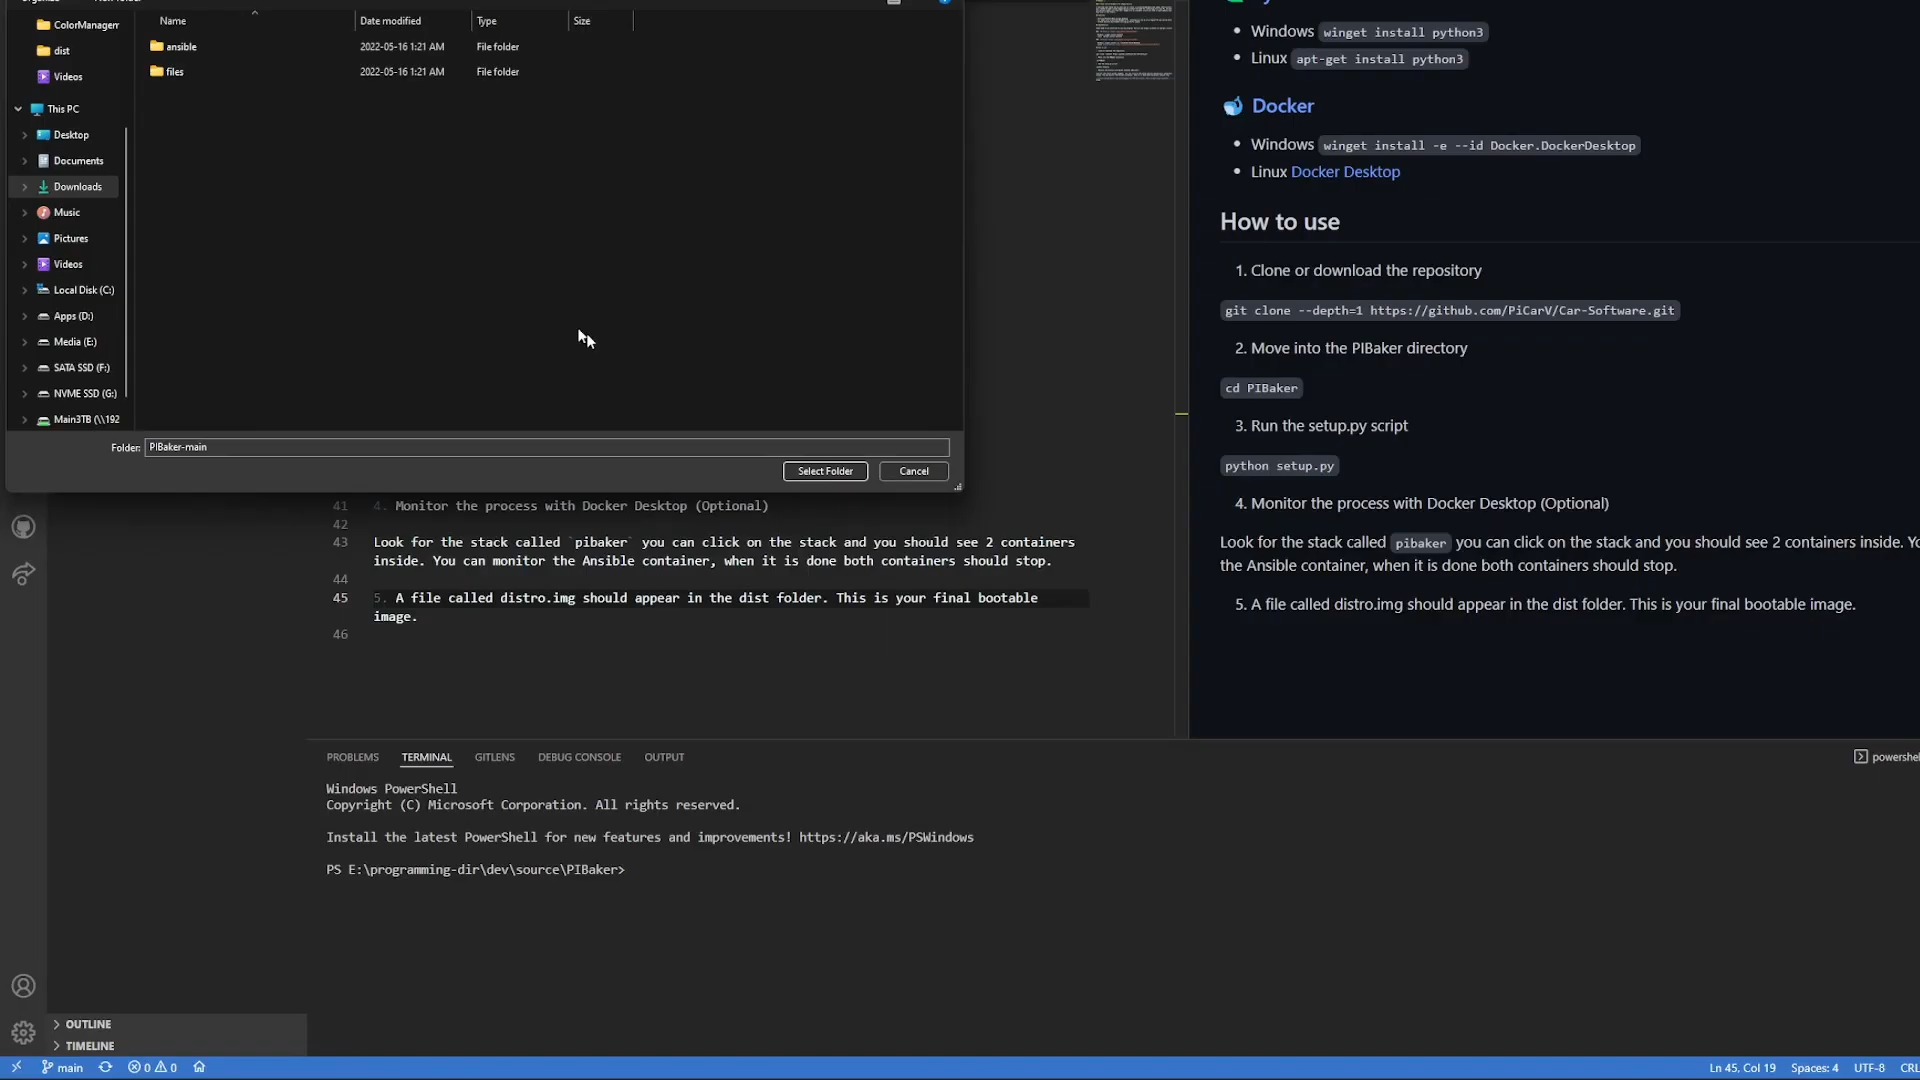 Name
Date modified
Type
Size
ColorManagem
dist
Videos
This PC
Desktop
Documents
Downloads
Music
Pictures
Videos
Local Disk (C:)
Apps (D:)
Media (E:)
SATA SSD (F:)
NVME SSD (G:)
Main3TB (\\192
ansible 2022-05-16 1:21 AM File folder
files 2022-05-16 1:21 AM File folder
Folder: PIBaker-main
Select Folder
Cancel
41 4. Monitor the process with Docker Desktop (Optional)
42
43 Look for the stack called `pibaker` you can click on the stack and you should see 2 containers
inside. You can monitor the Ansible container, when it is done both containers should stop.
44
45 5. A file called distro.img should appear in the dist folder. This is your final bootable
image.
46
Windows winget install python3
Linux apt-get install python3
Docker
Windows winget install -e --id Docker.DockerDesktop
Linux Docker Desktop
How to use
1. Clone or download the repository
git clone --depth=1 https://github.com/PiCarV/Car-Software.git
2. Move into the PIBaker directory
cd PIBaker
3. Run the setup.py script
python setup.py
4. Monitor the process with Docker Desktop (Optional)
Look for the stack called pibaker you can click on the stack and you should see 2 containers inside. Yo
the Ansible container, when it is done both containers should stop.
5. A file called distro.img should appear in the dist folder. This is your final bootable image.
PROBLEMS TERMINAL GITLENS DEBUG CONSOLE OUTPUT
powershel
Windows PowerShell
Copyright (C) Microsoft Corporation. All rights reserved.
Install the latest PowerShell for new features and improvements! https://aka.ms/PSWindows
PS E:\programming-dir\dev\source\PIBaker>
OUTLINE
TIMELINE
main 0 0 Ln 45, Col 19 Spaces: 4 UTF-8 CRL